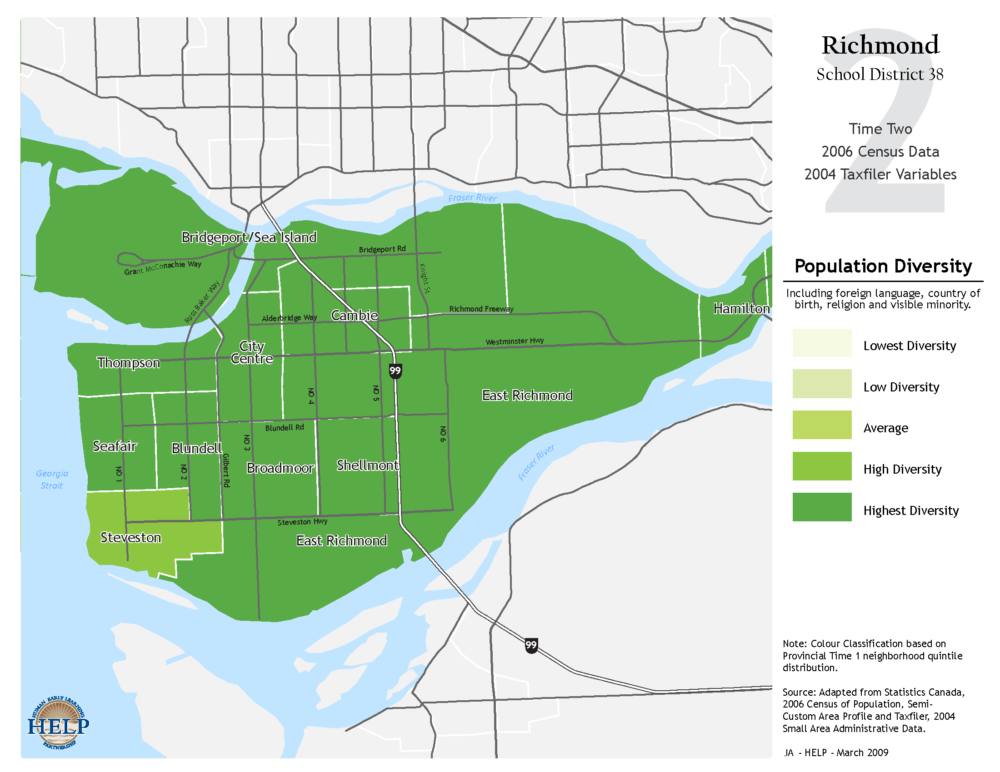 Richmond
School District 38
2
Time Two
2006 Census Data
2004 Taxfiler Variables
Population Diversity
Including foreign language, country of
birth, religion and visible minority.
Lowest Diversity
Low Diversity
Average
High Diversity
Highest Diversity
Note: Colour Classification based on
Provincial Time 1 neighborhood quintile
distribution.
Source: Adapted from Statistics Canada,
2006 Census of Population, Semi-
Custom Area Profile and Taxfiler, 2004
Small Area Administrative Data.
JA - HELP - March 2009
Fraser River
Bridgeport/Sea Island
Bridgeport Rd
Grant McConachie Way
Knight St
Russ Baker Way
Richmond Freeway
Hamilton
Alderbridge Way
Cambie
Westminster Hwy
City
Centre
Thompson
99
NO 4
NO 5
East Richmond
Blundell Rd
NO 3
NO 6
Seafair
Blundell
Gilbert Rd
Broadmoor
Shellmont
Fraser River
Georgia
Strait
NO 1
NO 2
Steveston Hwy
Steveston
East Richmond
99
HUMAN EARLY LEARNING
HELP
PARTNERSHIP